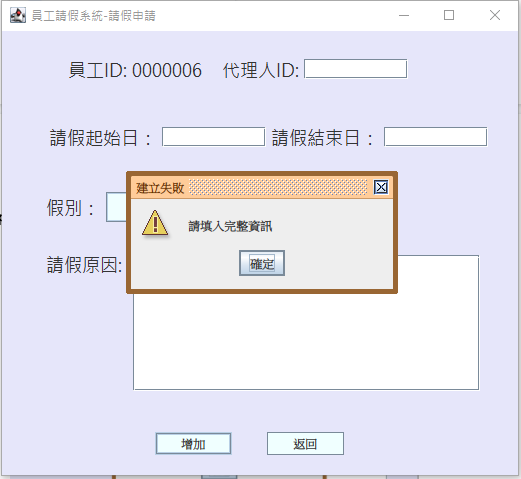 員工請假系統-請假申請
員工ID: 0000006 代理人ID:
請假起始日： 請假結束日：
假別：
建立失敗
請填入完整資訊
確定
請假原因:
增加 返回